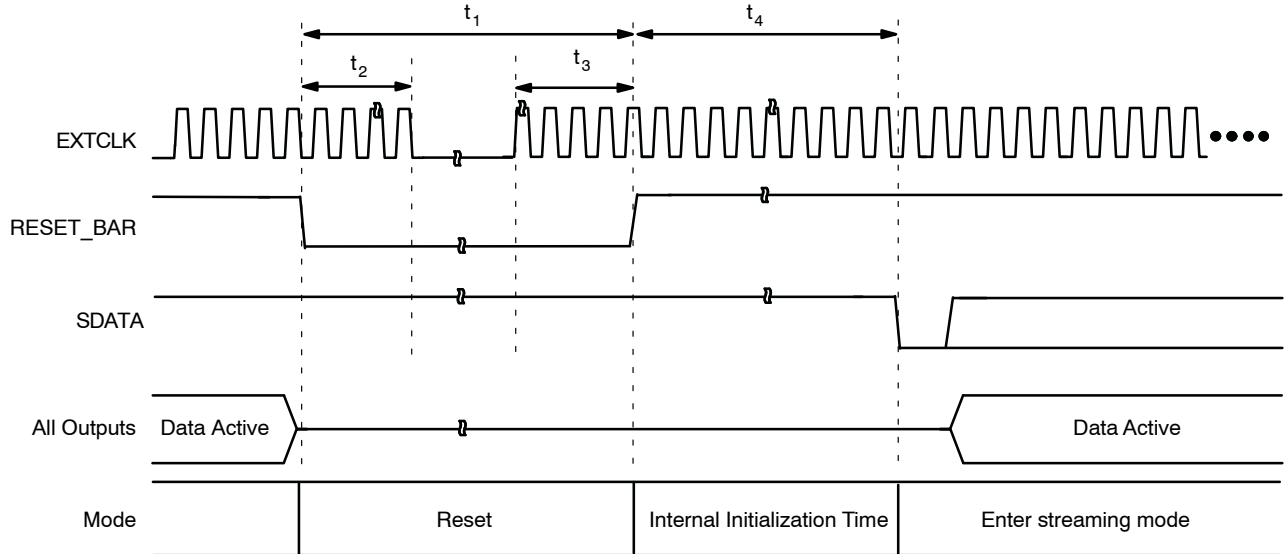 t1
t4
t2
t3
EXTCLK
RESET_BAR
SDATA
All Outputs
Data Active
Data Active
Mode
Reset
Internal Initialization Time
Enter streaming mode